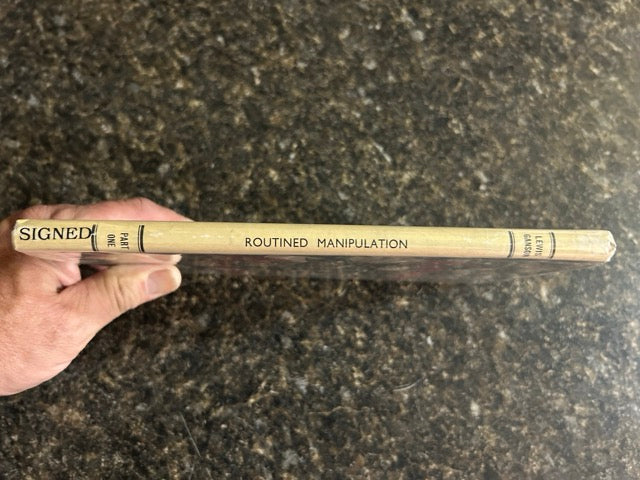 SIGNED
PART
ONE
ROUTINED MANIPULATION
LEWIS
GANSON